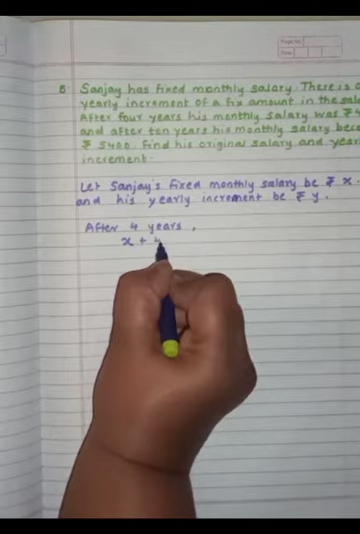 Page No.
Date
5 Sanjay has fixed monthly salary. There is
yearly increment of a fix amount in the
After four years his monthly salary was ₹
and after ten years his monthly salary
₹ 5400. Find his original salary and
increment.
Let Sanjay's fixed monthly salary be ₹ x.
and his yearly increment be ₹ y.
After 4 years,
x +